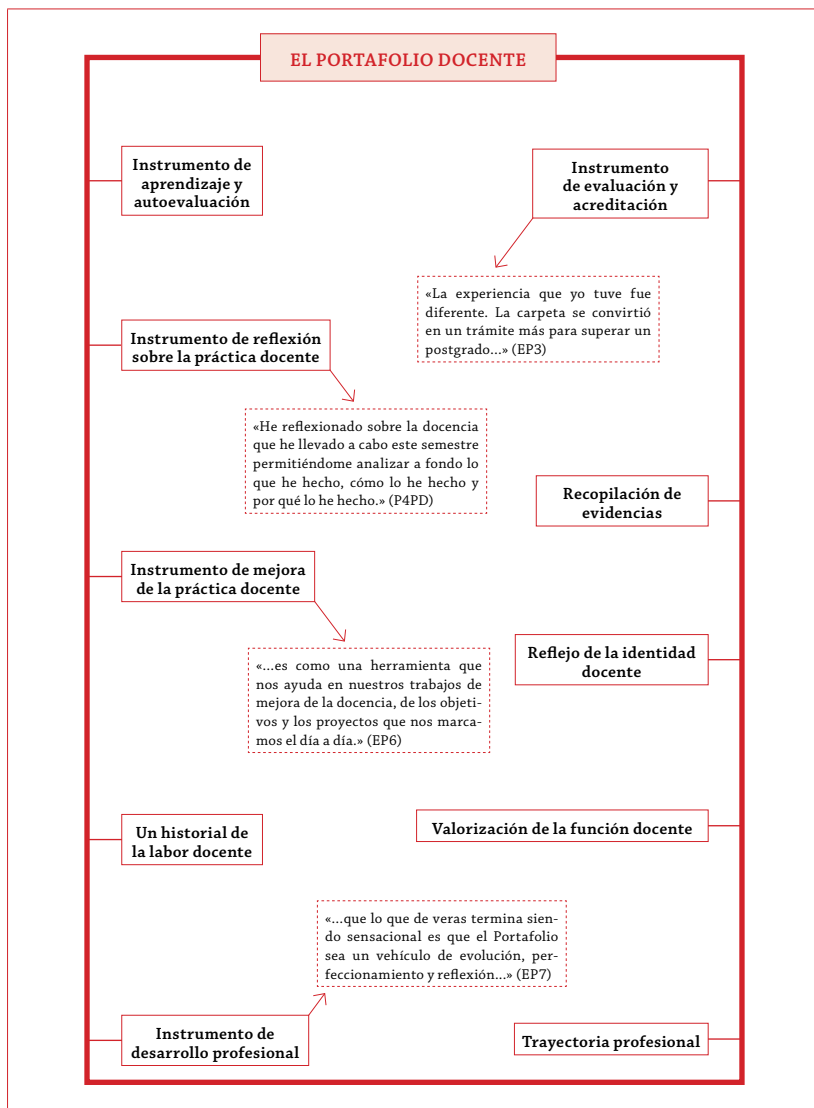 EL PORTAFOLIO DOCENTE
Instrumento de
aprendizaje y
autoevaluación
Instrumento
de evaluación y
acreditación
«La experiencia que yo tuve fue
diferente. La carpeta se convirtió
en un trámite más para superar un
postgrado...» (EP3)
Instrumento de reflexión
sobre la práctica docente
«He reflexionado sobre la docencia
que he llevado a cabo este semestre
permitiéndome analizar a fondo lo
que he hecho, cómo lo he hecho y
por qué lo he hecho.» (P4PD)
Recopilación de
evidencias
Instrumento de mejora
de la práctica docente
«...es como una herramienta que
nos ayuda en nuestros trabajos de
mejora de la docencia, de los objeti-
vos y los proyectos que nos marca-
mos el día a día.» (EP6)
Reflejo de la identidad
docente
Un historial de
la labor docente
Valorización de la función docente
«...que lo que de veras termina sien-
do sensacional es que el Portafolio
sea un vehículo de evolución, per-
feccionamiento y reflexión...» (EP7)
Instrumento de
desarrollo profesional
Trayectoria profesional